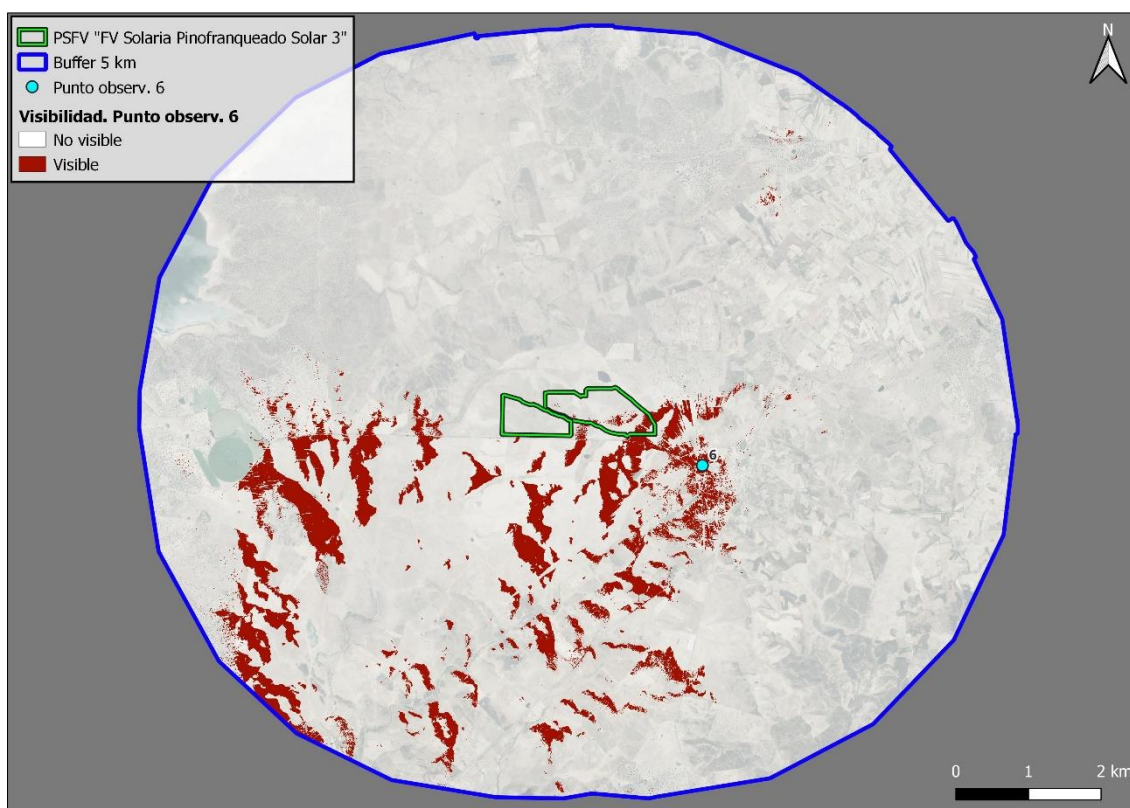 PSFV "FV Solaria Pinofranqueado Solar 3"
Buffer 5 km
Punto observ. 6
Visibilidad. Punto observ. 6
No visible
Visible
N
6
0 1 2 km